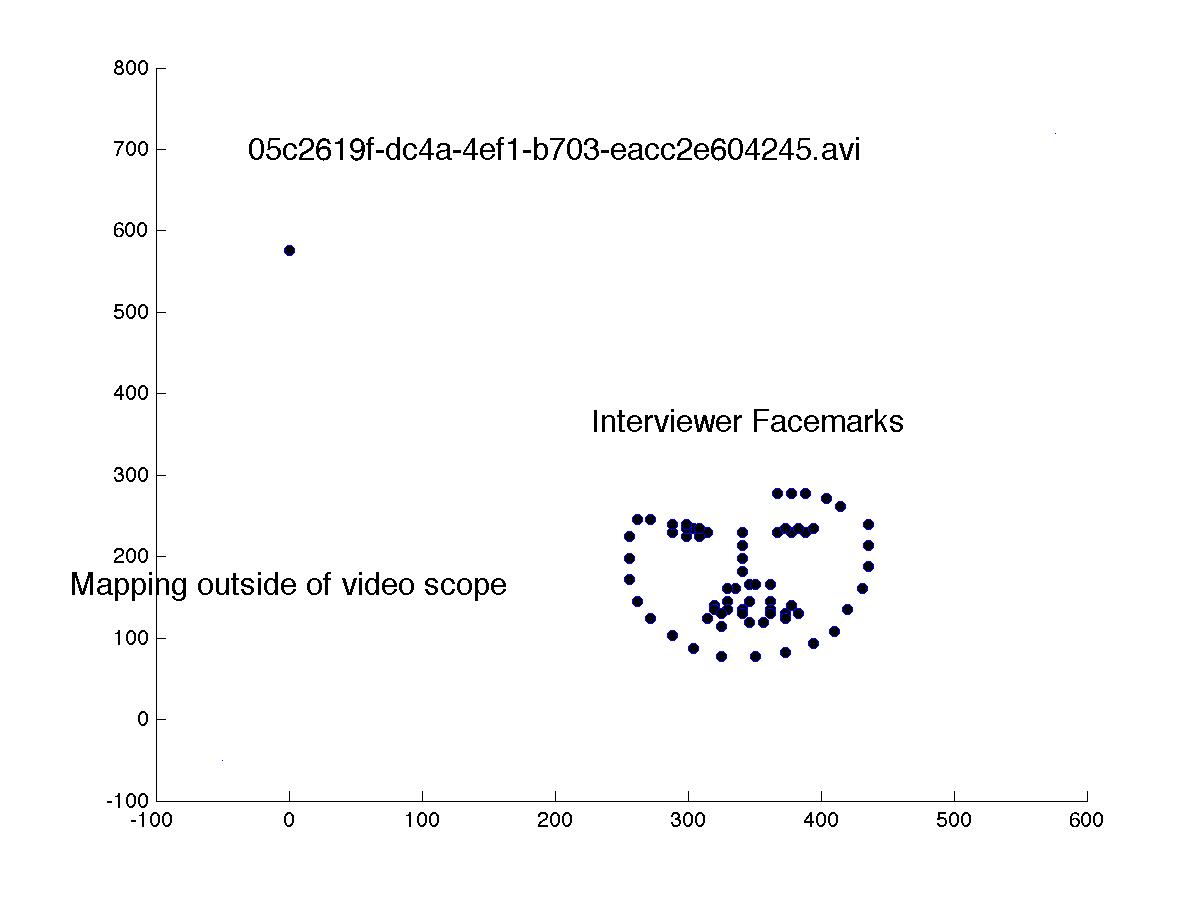 800
05c2619f-dc4a-4ef1-b703-eacc2e604245.avi
700
600
500
400
Interviewer Facemarks
300
200
Mapping outside of video scope
100
0
-100
-100 0 100 200 300 400 500 600